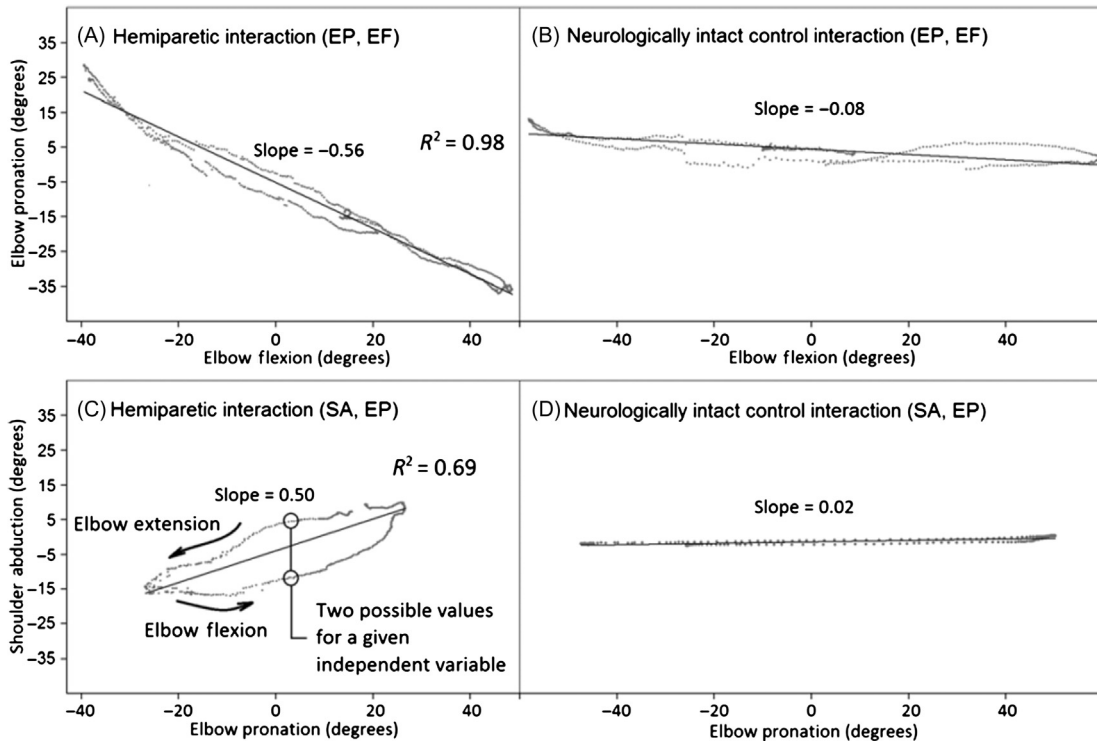 (A) Hemiparetic interaction (EP, EF)
Slope = −0.56
R² = 0.98
Elbow pronation (degrees)
35
25
15
5
−5
−15
−25
−35
−40
−20
0
20
40
Elbow flexion (degrees)
(B) Neurologically intact control interaction (EP, EF)
Slope = −0.08
−40
−20
0
20
40
Elbow flexion (degrees)
(C) Hemiparetic interaction (SA, EP)
R² = 0.69
Slope = 0.50
Elbow extension
Elbow flexion
Two possible values
for a given
independent variable
Shoulder abduction (degrees)
35
25
15
5
−5
−15
−25
−35
−40
−20
0
20
40
Elbow pronation (degrees)
(D) Neurologically intact control interaction (SA, EP)
Slope = 0.02
−40
−20
0
20
40
Elbow pronation (degrees)